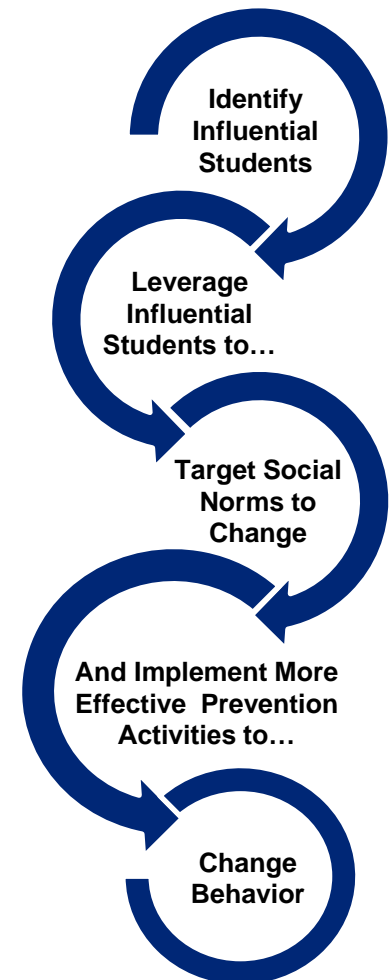 Identify
Influential
Students
Leverage
Influential
Students to…
Target Social
Norms to
Change
And Implement More
Effective  Prevention
Activities to…
Change
Behavior